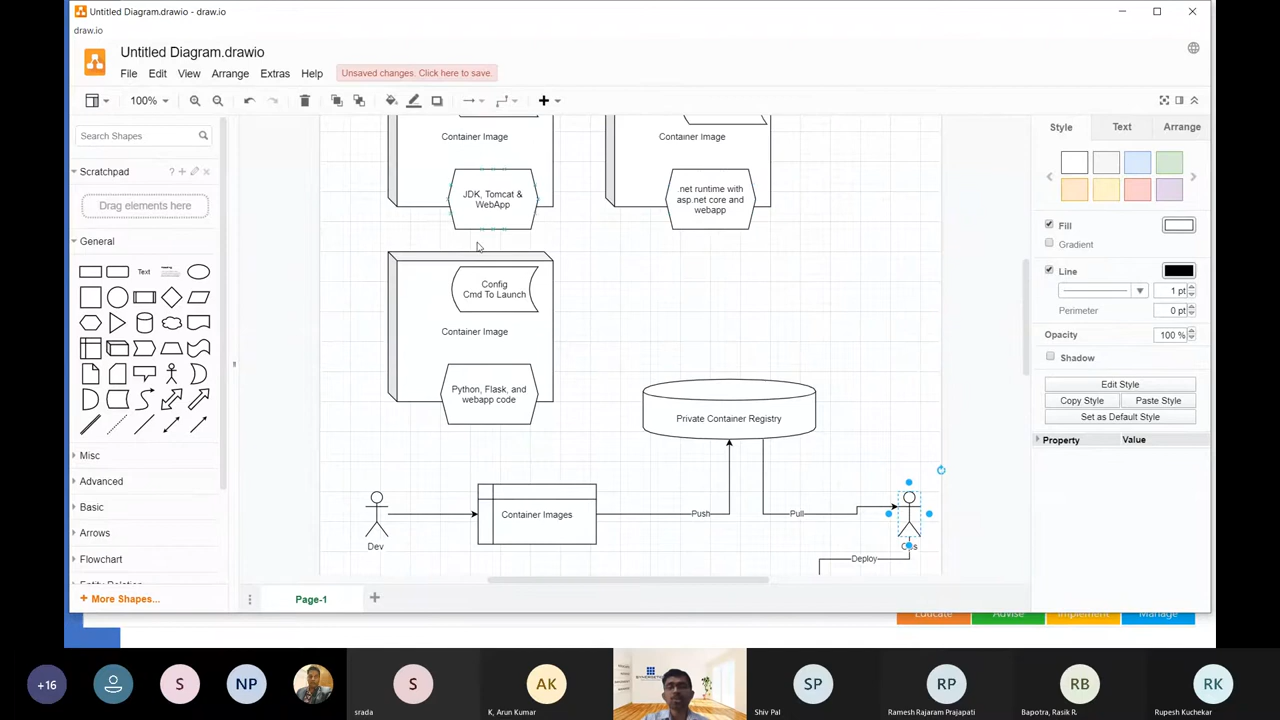 Untitled Diagram.drawio - draw.io
draw.io
Untitled Diagram.drawio
File Edit View Arrange Extras Help
Unsaved changes. Click here to save.
100%
Search Shapes
Scratchpad
Drag elements here
General
Text
Misc
Advanced
Basic
Arrows
Flowchart
+ More Shapes...
Container Image
JDK, Tomcat &
WebApp
Container Image
.net runtime with
asp.net core and
webapp
Config
Cmd To Launch
Container Image
Python, Flask, and
webapp code
Private Container Registry
Dev
Container Images
Push
Pull
Deploy
Page-1
Style Text Arrange
Fill
Gradient
Line
1 pt
Perimeter 0 pt
Opacity 100 %
Shadow
Edit Style
Copy Style Paste Style
Set as Default Style
Property Value
Educate Advise Implement Manage
+16
S
NP
S
srada
AK
K, Arun Kumar
SP
Shiv Pal
RP
Ramesh Rajaram Prajapati
RB
Bapotra, Rasik R.
RK
Rupesh Kuchekar